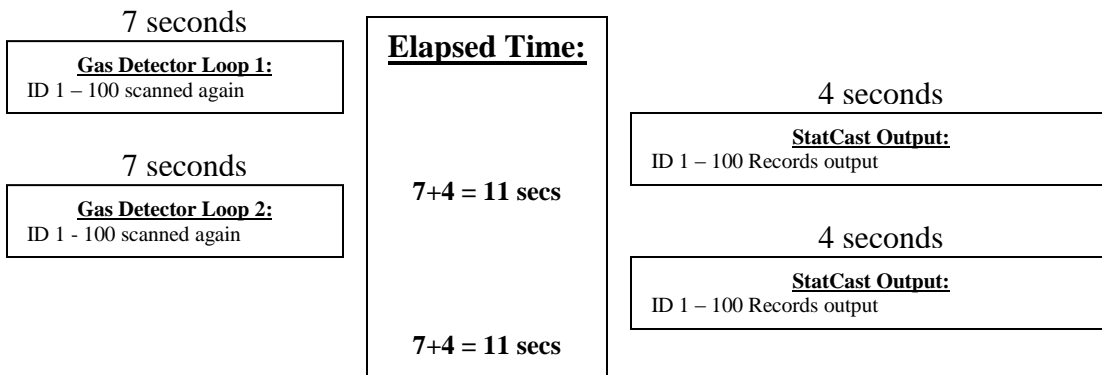 7 seconds
Gas Detector Loop 1:
ID 1 – 100 scanned again
7 seconds
Gas Detector Loop 2:
ID 1 - 100 scanned again
Elapsed Time:
7+4 = 11 secs
7+4 = 11 secs
4 seconds
StatCast Output:
ID 1 – 100 Records output
4 seconds
StatCast Output:
ID 1 – 100 Records output